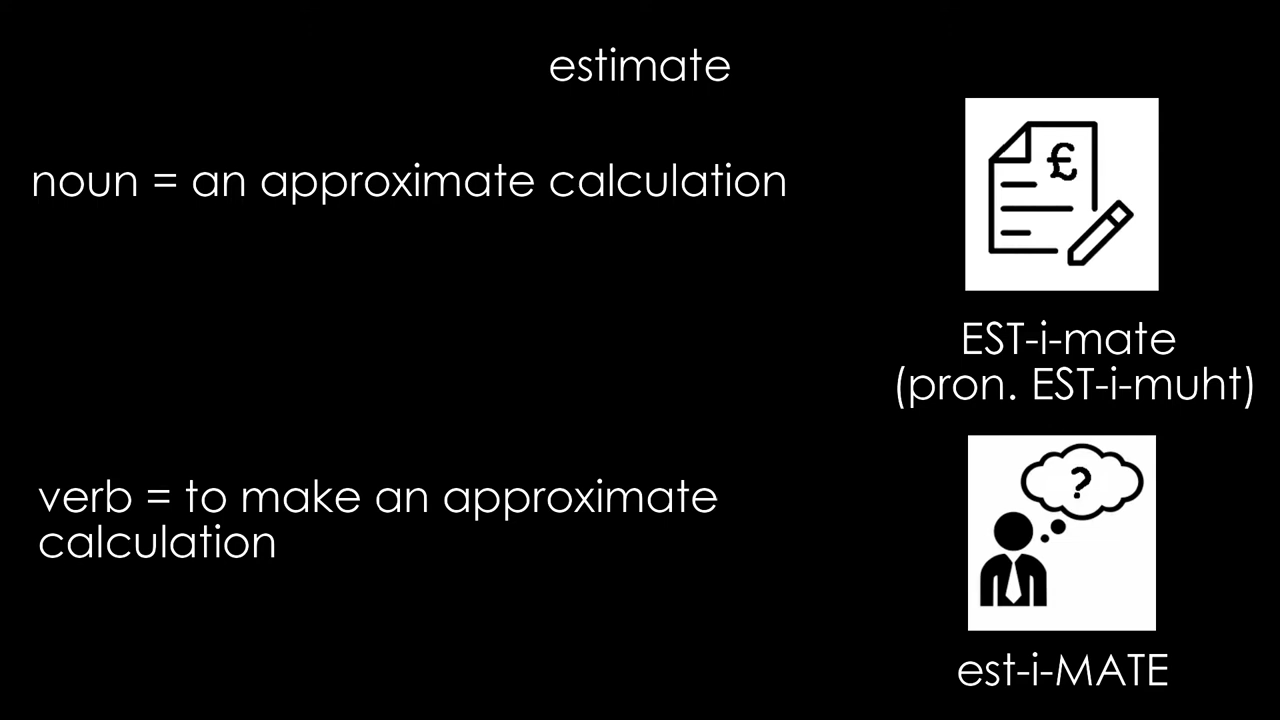 estimate
noun = an approximate calculation
£
EST-i-mate
(pron. EST-i-muht)
verb = to make an approximate
calculation
?
est-i-MATE